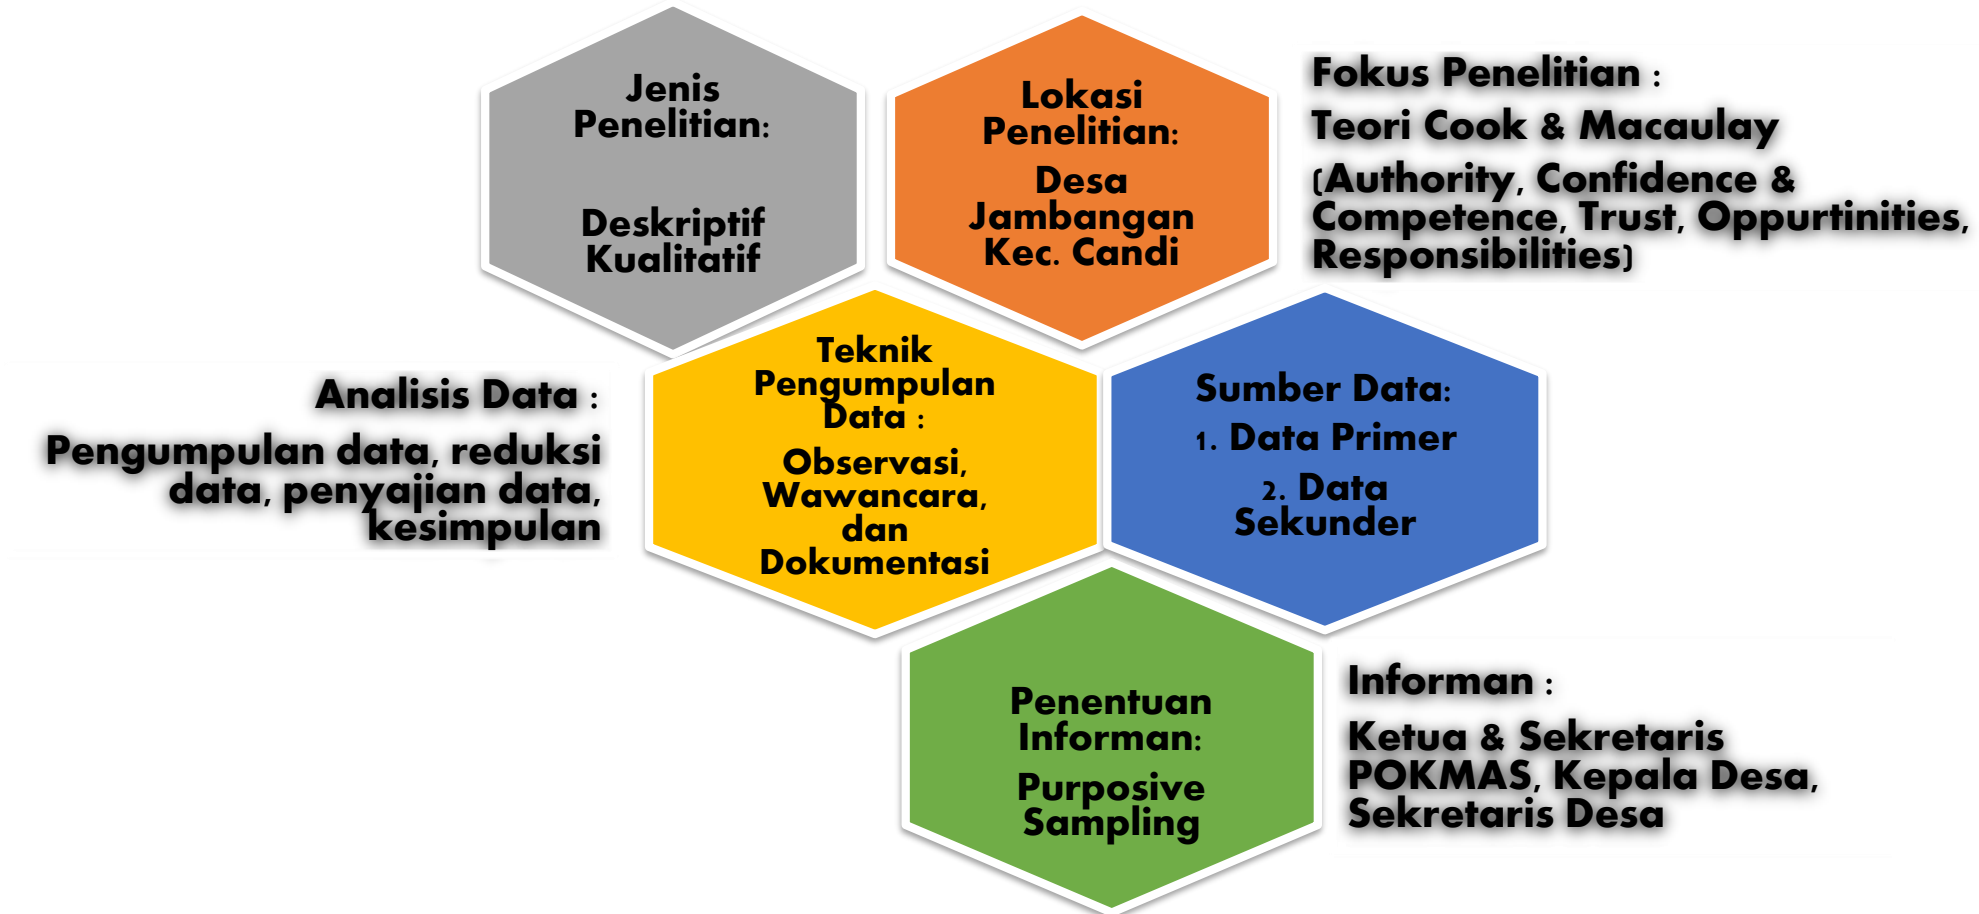 Jenis
Penelitian:
Deskriptif
Kualitatif
Lokasi
Penelitian:
Desa
Jambangan
Kec. Candi
Fokus Penelitian :
Teori Cook & Macaulay
(Authority, Confidence &
Competence, Trust, Oppurtinities,
Responsibilities)
Analisis Data :
Pengumpulan data, reduksi
data, penyajian data,
kesimpulan
Teknik
Pengumpulan
Data :
Observasi,
Wawancara,
dan
Dokumentasi
Sumber Data:
1. Data Primer
2. Data
Sekunder
Penentuan
Informan:
Purposive
Sampling
Informan :
Ketua & Sekretaris
POKMAS, Kepala Desa,
Sekretaris Desa